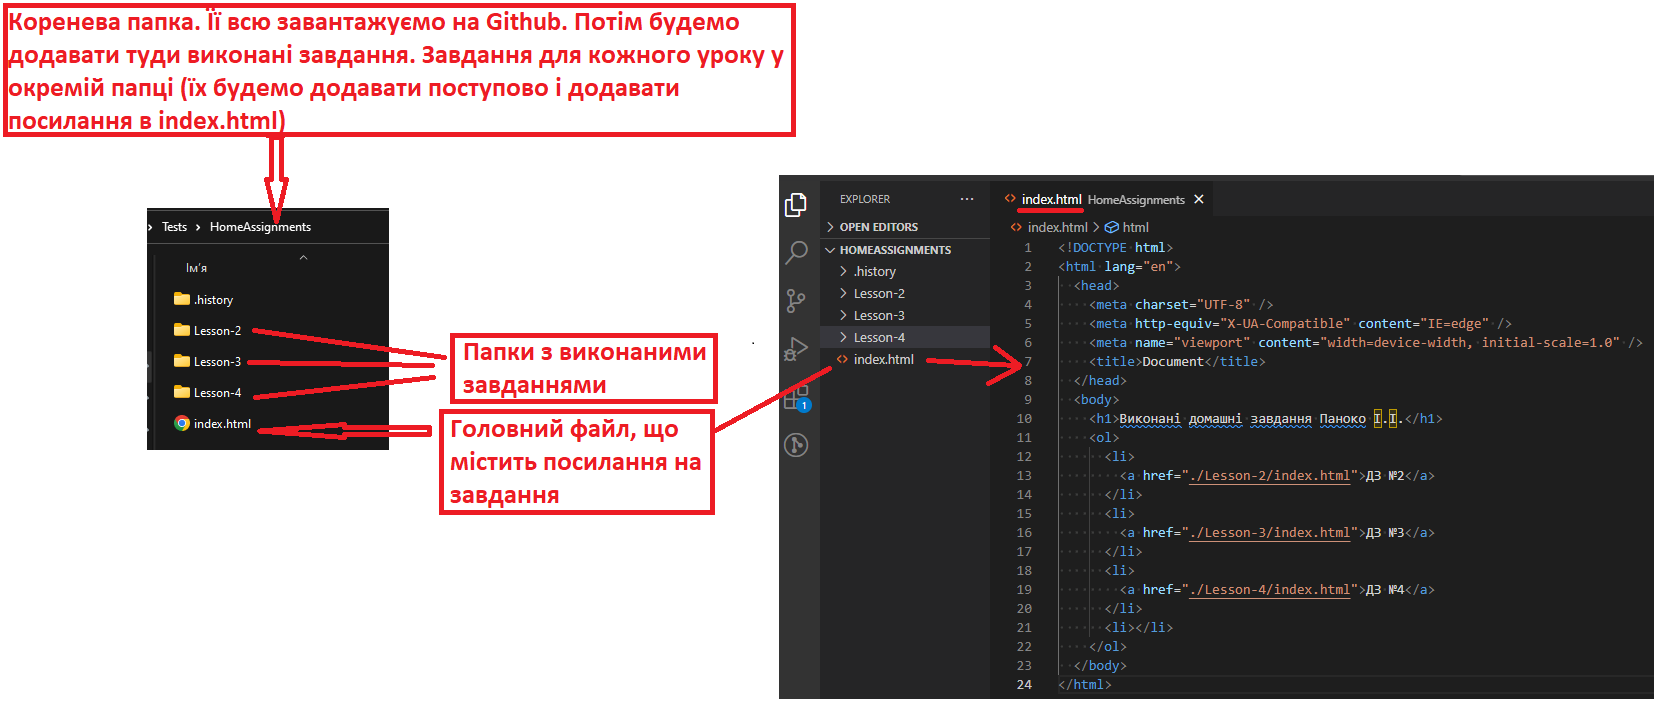 Коренева папка. Її всю завантажуємо на Github. Потім будемо
додавати туди виконані завдання. Завдання для кожного уроку у
окремій папці (їх будемо додавати поступово і додавати
посилання в index.html)
Tests > HomeAssignments
Ім'я
.history
Lesson-2
Lesson-3
Lesson-4
index.html
Папки з виконаними
завданнями
Головний файл, що
містить посилання на
завдання
EXPLORER ...
OPEN EDITORS
HOMEASSIGNMENTS
.history
Lesson-2
Lesson-3
Lesson-4
index.html
1
index.html HomeAssignments
index.html > html
1 <!DOCTYPE html>
2 <html lang="en">
3 <head>
4 <meta charset="UTF-8" />
5 <meta http-equiv="X-UA-Compatible" content="IE=edge" />
6 <meta name="viewport" content="width=device-width, initial-scale=1.0" />
7 <title>Document</title>
8 </head>
9 <body>
10 <h1>Виконані домашні завдання Паноко І.І.</h1>
11 <ol>
12 <li>
13 <a href="./Lesson-2/index.html">ДЗ №2</a>
14 </li>
15 <li>
16 <a href="./Lesson-3/index.html">ДЗ №3</a>
17 </li>
18 <li>
19 <a href="./Lesson-4/index.html">ДЗ №4</a>
20 </li>
21 <li></li>
22 </ol>
23 </body>
24 </html>